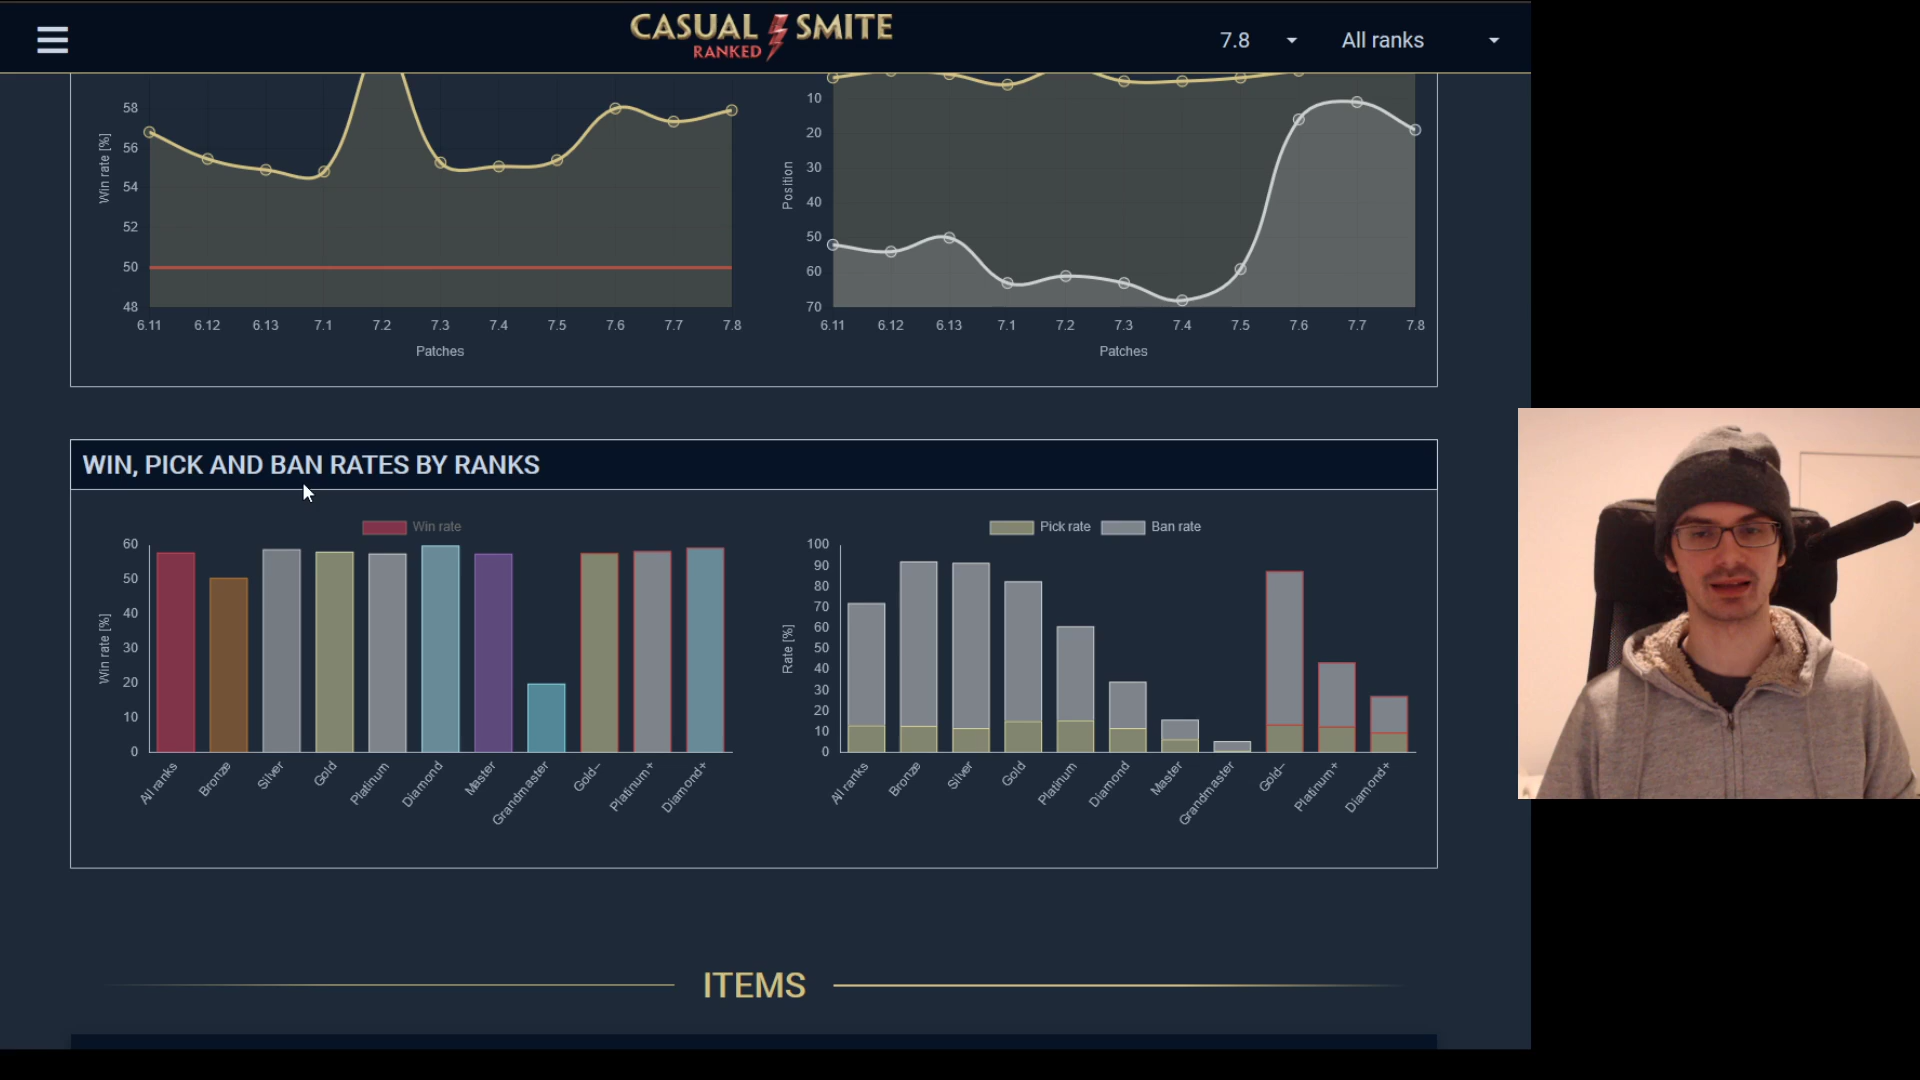 CASUAL SMITE
RANKED
7.8
All ranks
58
56
54
52
50
48
Win rate [%]
6.11 6.12 6.13 7.1 7.2 7.3 7.4 7.5 7.6 7.7 7.8
Patches
10
20
30
40
50
60
70
Position
6.11 6.12 6.13 7.1 7.2 7.3 7.4 7.5 7.6 7.7 7.8
Patches
WIN, PICK AND BAN RATES BY RANKS
Win rate
60
50
40
30
20
10
0
Win rate [%]
All ranks Bronze Silver Gold Platinum Diamond Master Grandmaster Gold- Platinum+ Diamond+
Pick rate Ban rate
100
90
80
70
60
50
40
30
20
10
0
Rate [%]
All ranks Bronze Silver Gold Platinum Diamond Master Grandmaster Gold- Platinum+ Diamond+
ITEMS